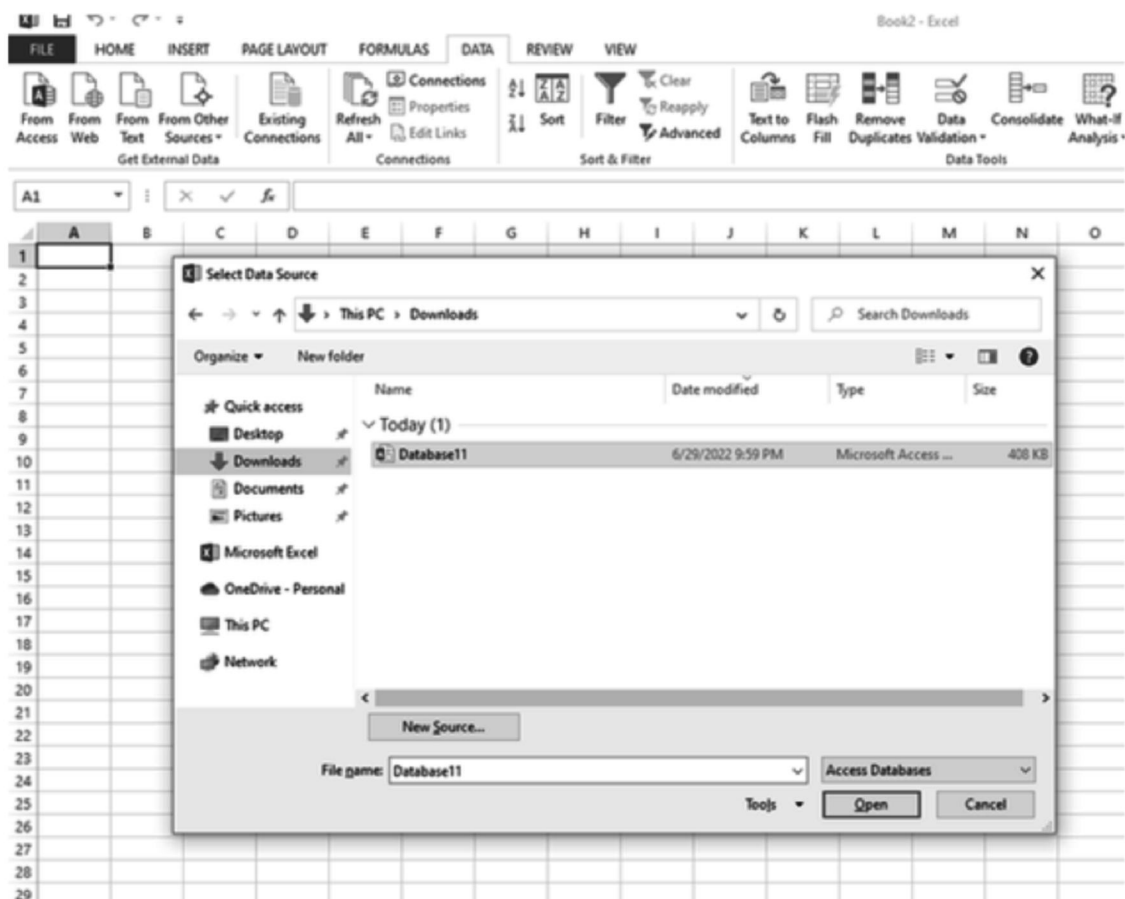 Book2 - Excel
FILE HOME INSERT PAGE LAYOUT FORMULAS DATA REVIEW VIEW
From Access
From Web
From Text
From Other Sources
Get External Data
Existing Connections
Refresh All
Connections
Properties
Edit Links
Connections
Sort
Filter
Clear
Reapply
Advanced
Sort & Filter
Text to Columns
Flash Fill
Remove Duplicates
Data Validation
Consolidate
What-If Analysis
Data Tools
A1
A B C D E F G H I J K L M N O
1
2
3
4
5
6
7
8
9
10
11
12
13
14
15
16
17
18
19
20
21
22
23
24
25
26
27
28
29
Select Data Source
This PC > Downloads
Search Downloads
Organize New folder
Name Date modified Type Size
Quick access
Desktop
Downloads
Documents
Pictures
Microsoft Excel
OneDrive - Personal
This PC
Network
Today (1)
Database11 6/29/2022 9:59 PM Microsoft Access ... 408 KB
New Source...
File name: Database11 Access Databases
Tools Open Cancel